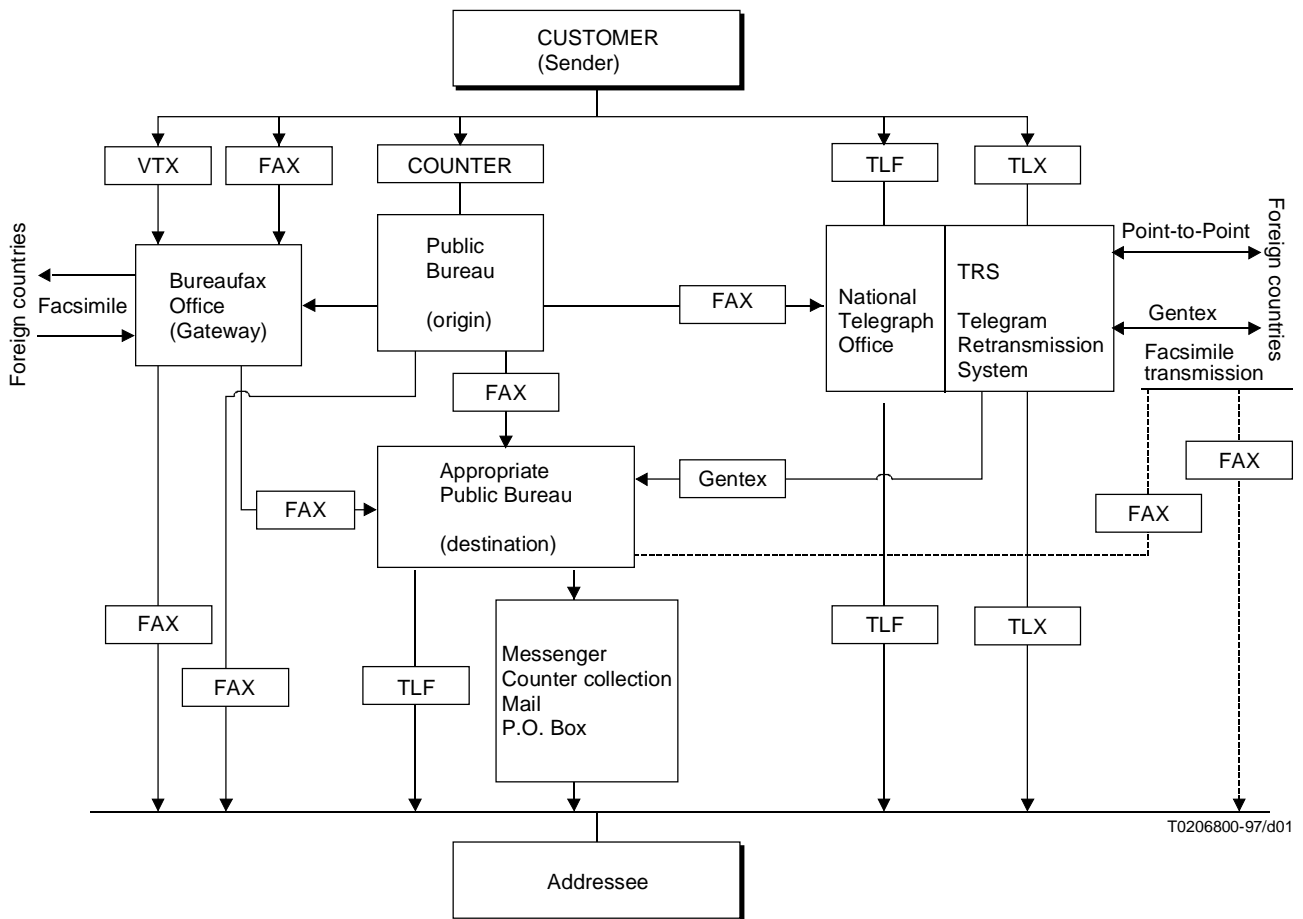 CUSTOMER
(Sender)
VTX
FAX
COUNTER
TLF
TLX
Foreign countries
Facsimile
Bureaufax
Office
(Gateway)
Public
Bureau
(origin)
FAX
National
Telegraph
Office
TRS
Telegram
Retransmission
System
Point-to-Point
Gentex
Foreign countries
Facsimile
transmission
FAX
Appropriate
Public Bureau
(destination)
Gentex
FAX
FAX
FAX
FAX
FAX
TLF
Messenger
Counter collection
Mail
P.O. Box
TLF
TLX
T0206800-97/d01
Addressee